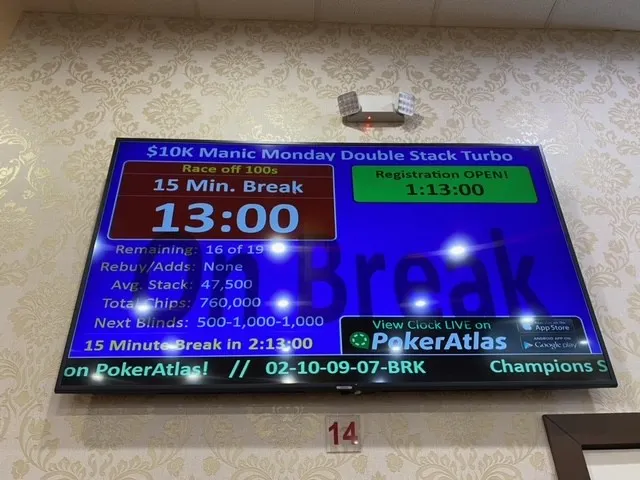 $10K Manic Monday Double Stack Turbo
Race off 100s
15 Min. Break
13:00
Registration OPEN!
1:13:00
On Break
Remaining: 16 of 19
Rebuy/Adds: None
Avg. Stack: 47,500
Total Chips: 760,000
Next Blinds: 500-1,000-1,000
15 Minute Break in 2:13:00
View Clock LIVE on
PokerAtlas
App Store
Google play
on PokerAtlas! // 02-10-09-07-BRK Champions S
14